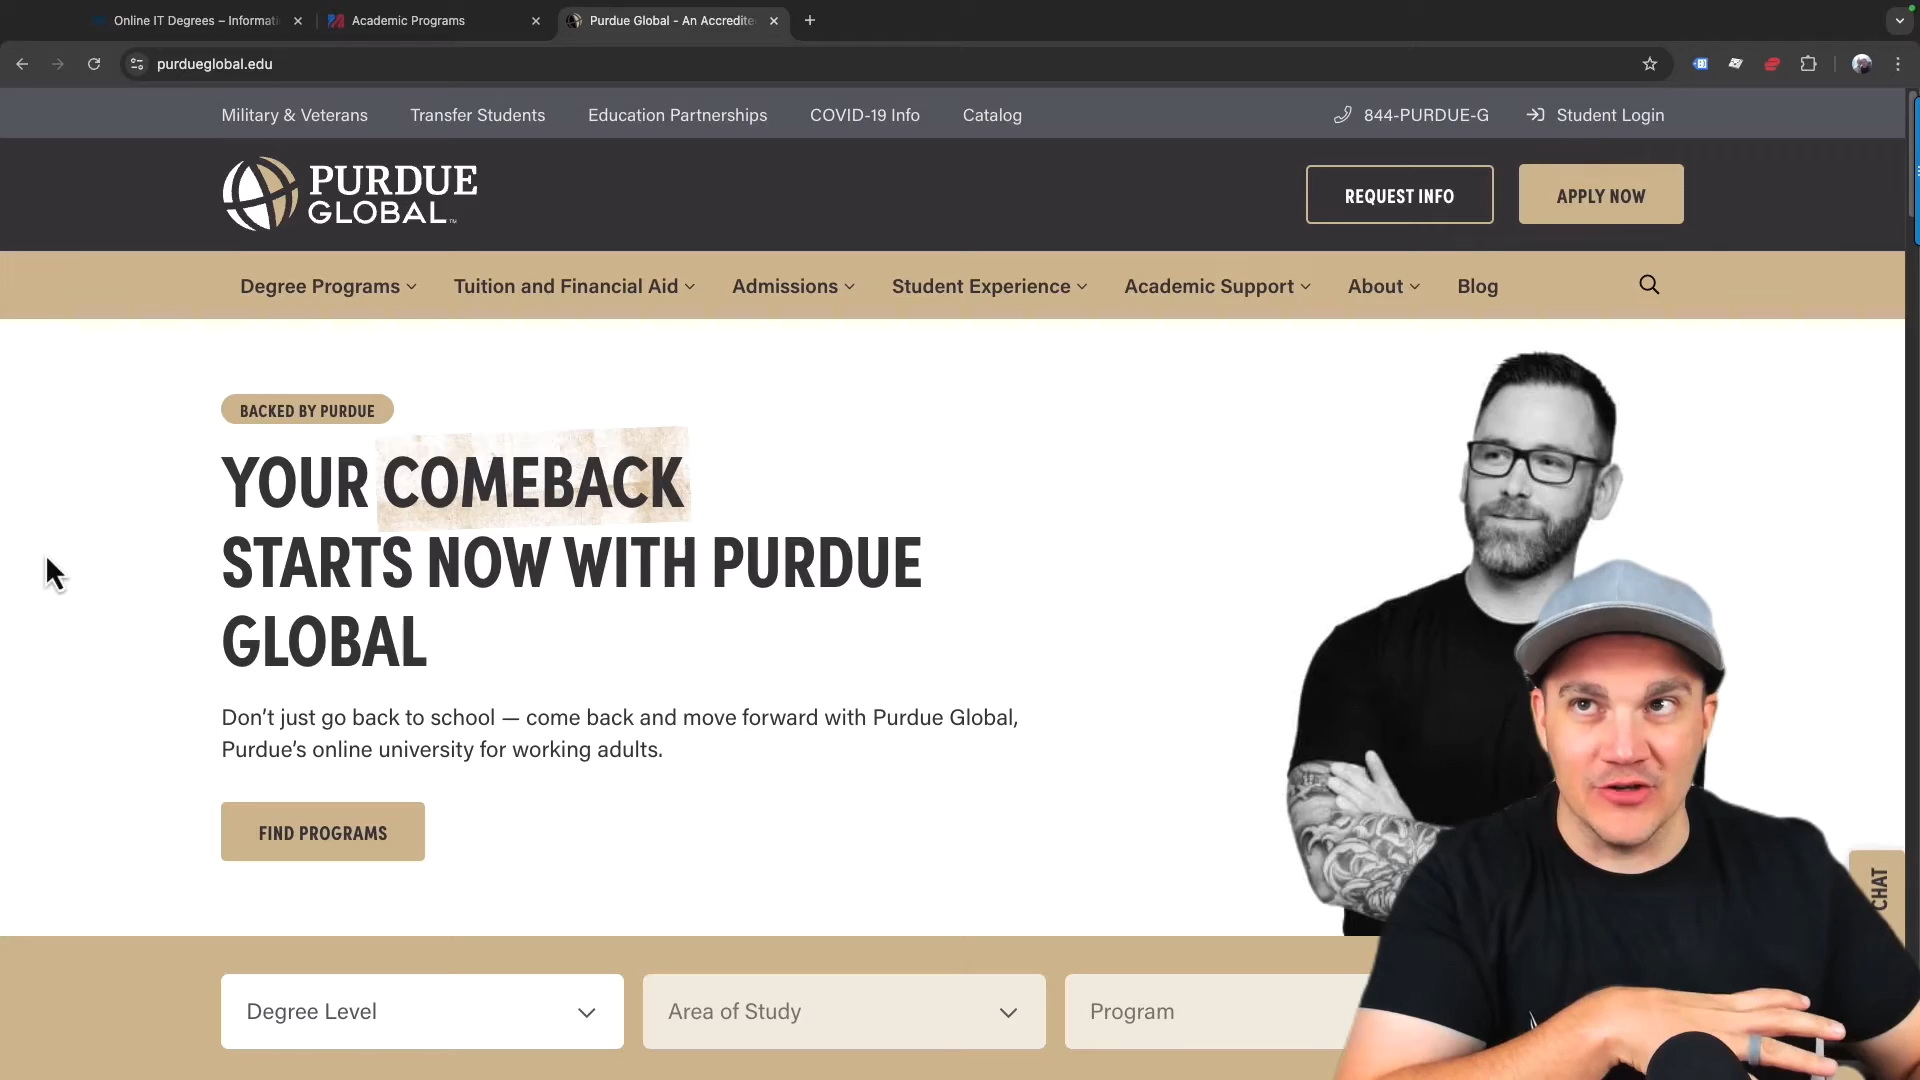 Online IT Degrees – Informati
Academic Programs
Purdue Global - An Accredite
purdueglobal.edu
Military & Veterans
Transfer Students
Education Partnerships
COVID-19 Info
Catalog
844-PURDUE-G
Student Login
PURDUE
GLOBAL™
REQUEST INFO
APPLY NOW
Degree Programs
Tuition and Financial Aid
Admissions
Student Experience
Academic Support
About
Blog
BACKED BY PURDUE
YOUR COMEBACK
STARTS NOW WITH PURDUE
GLOBAL
Don't just go back to school — come back and move forward with Purdue Global,
Purdue's online university for working adults.
FIND PROGRAMS
CHAT
Degree Level
Area of Study
Program